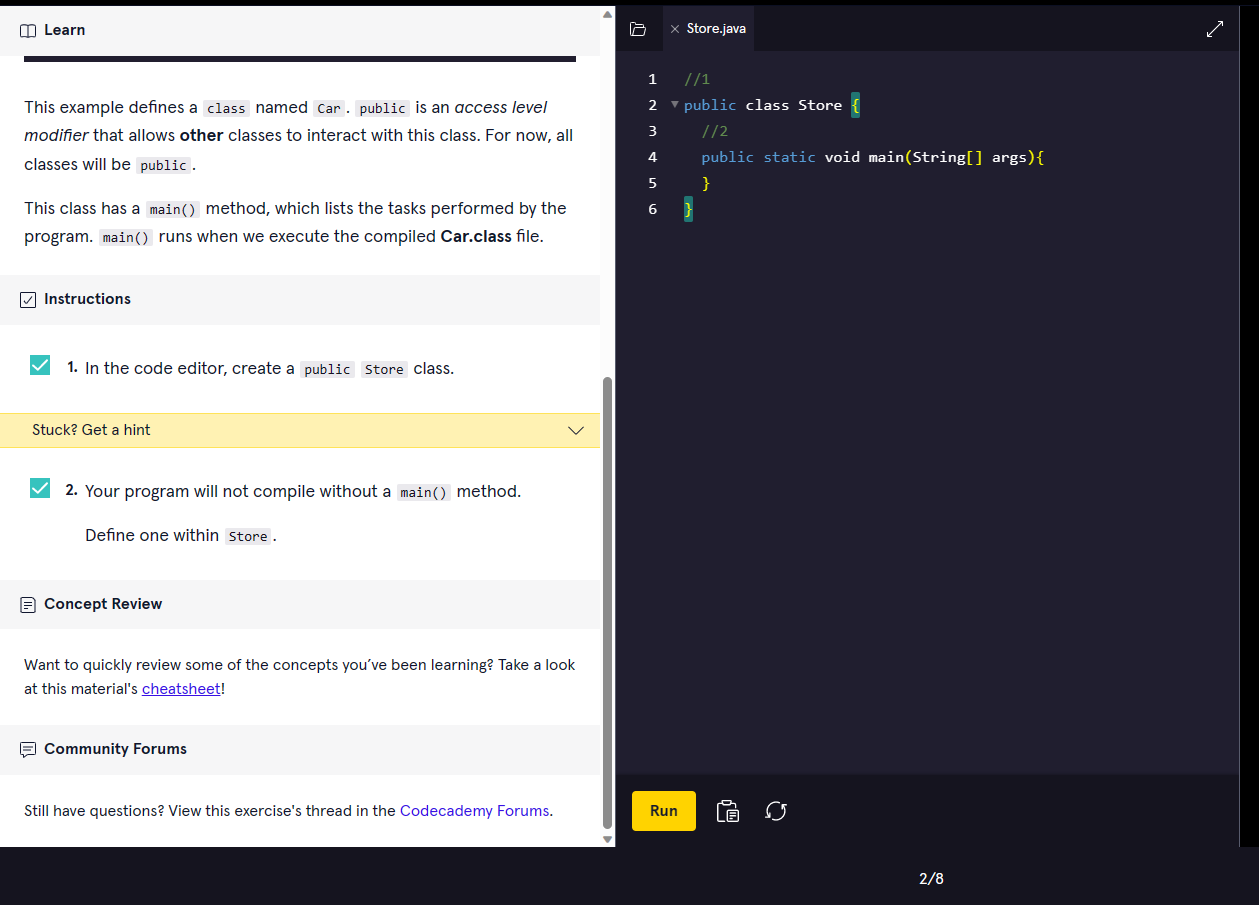 Learn
This example defines a class named Car. public is an access level
modifier that allows other classes to interact with this class. For now, all
classes will be public.
This class has a main() method, which lists the tasks performed by the
program. main() runs when we execute the compiled Car.class file.
Instructions
1. In the code editor, create a public Store class.
Stuck? Get a hint
2. Your program will not compile without a main() method.
Define one within Store.
Concept Review
Want to quickly review some of the concepts you’ve been learning? Take a look
at this material's cheatsheet!
Community Forums
Still have questions? View this exercise's thread in the Codecademy Forums.
Store.java
1 //1
2 public class Store {
3 //2
4 public static void main(String[] args){
5 }
6 }
Run
2/8